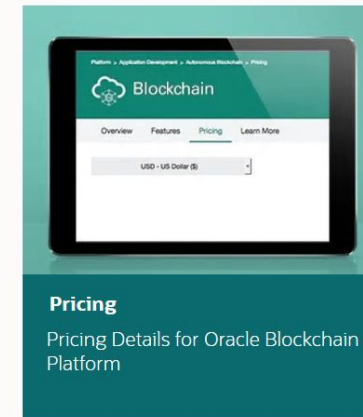 Platform > Application Development > Autonomous Blockchain > Pricing
Blockchain
Overview Features Pricing Learn More
USD - US Dollar ($)
Pricing
Pricing Details for Oracle Blockchain
Platform